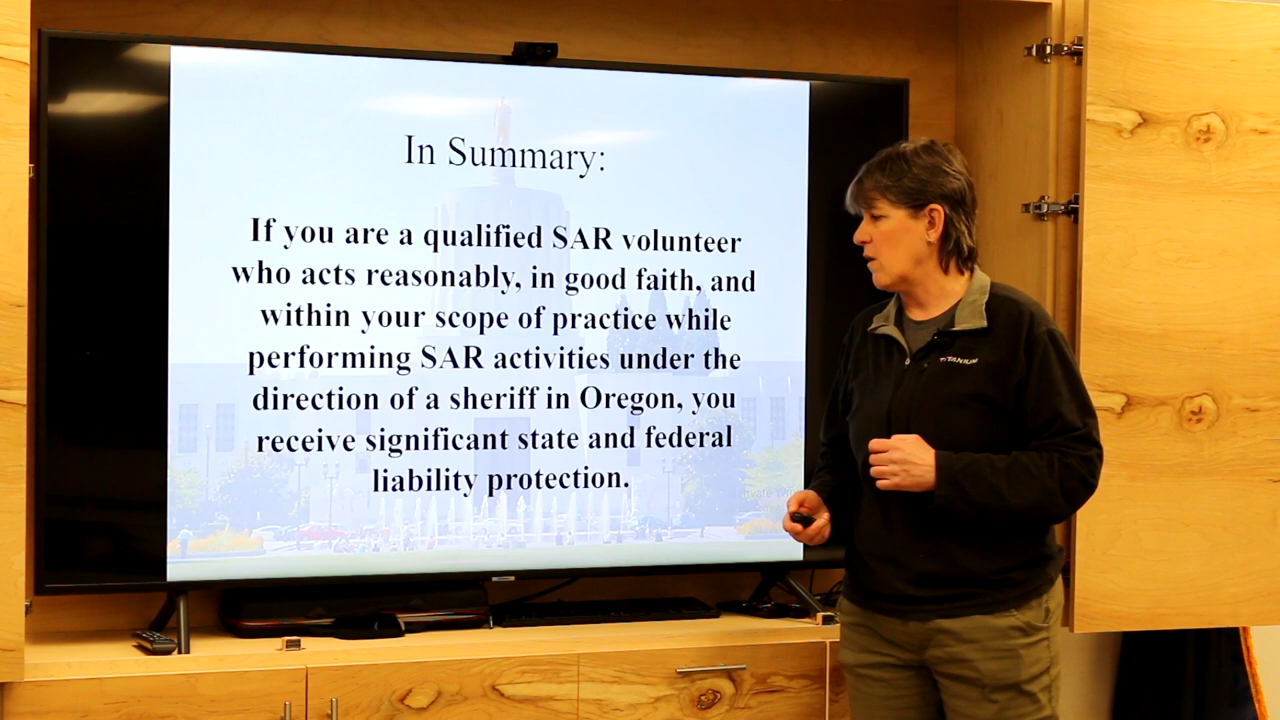 In Summary:
If you are a qualified SAR volunteer
who acts reasonably, in good faith, and
within your scope of practice while
performing SAR activities under the
direction of a sheriff in Oregon, you
receive significant state and federal
liability protection.
TITANIUM